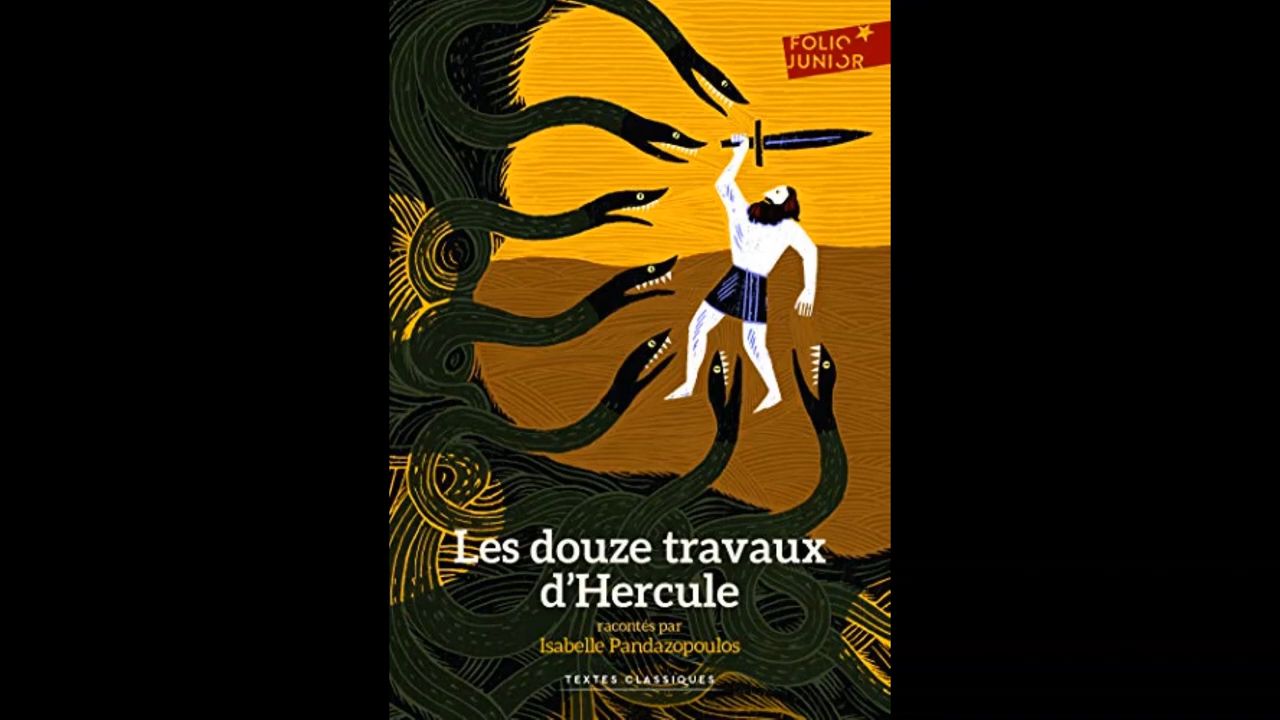 FOLIO
JUNIOR
Les douze travaux
d'Hercule
racontés par
Isabelle Pandazopoulos
TEXTES CLASSIQUES